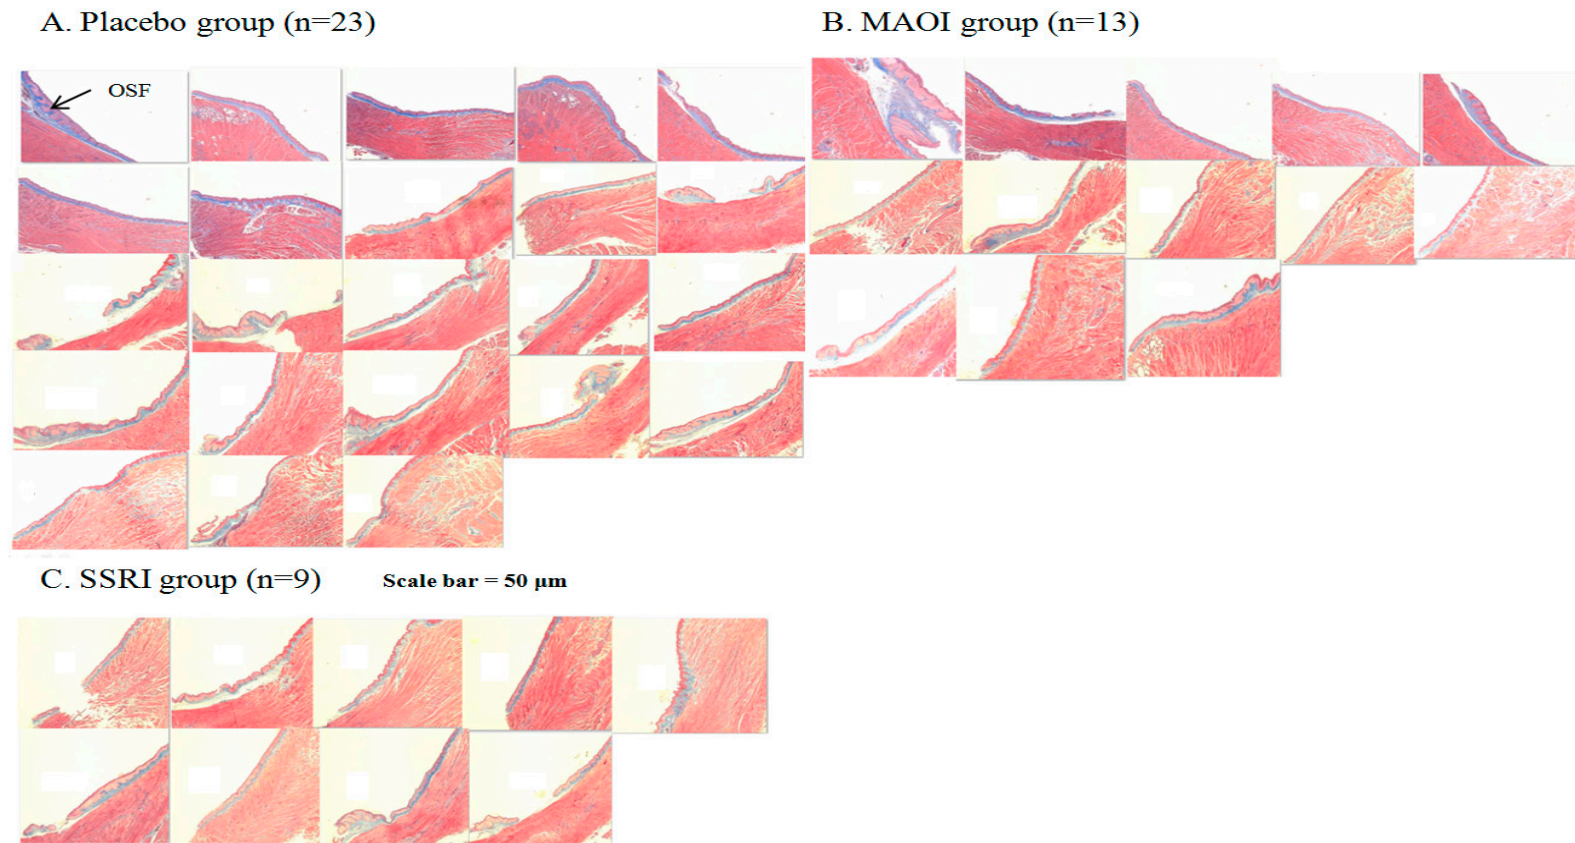 A. Placebo group (n=23)
B. MAOI group (n=13)
OSF
C. SSRI group (n=9)
Scale bar = 50 µm